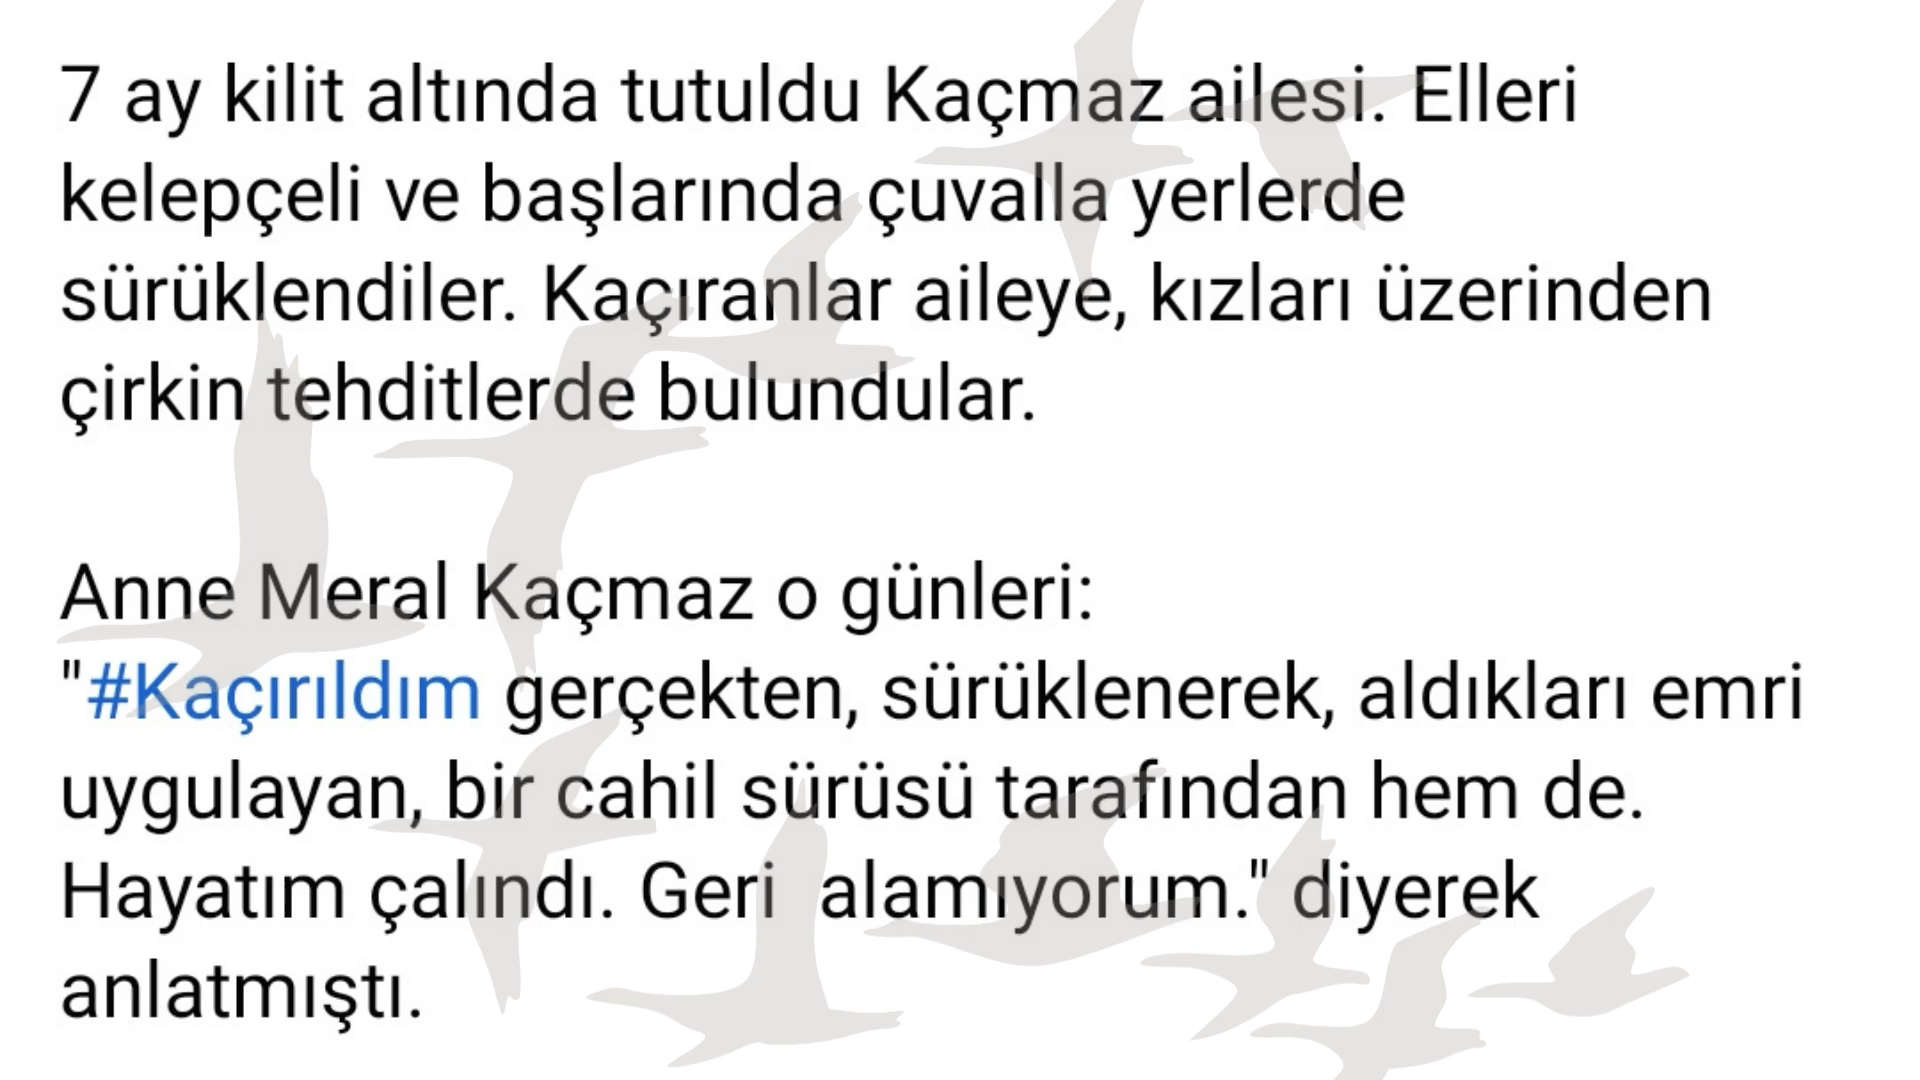 7 ay kilit altında tutuldu Kaçmaz ailesi. Elleri
kelepçeli ve başlarında çuvalla yerlerde
sürüklendiler. Kaçıranlar aileye, kızları üzerinden
çirkin tehditlerde bulundular.
Anne Meral Kaçmaz o günleri:
"#Kaçırıldım gerçekten, sürüklenerek, aldıkları emri
uygulayan, bir cahil sürüsü tarafından hem de.
Hayatım çalındı. Geri  alamıyorum." diyerek
anlatmıştı.